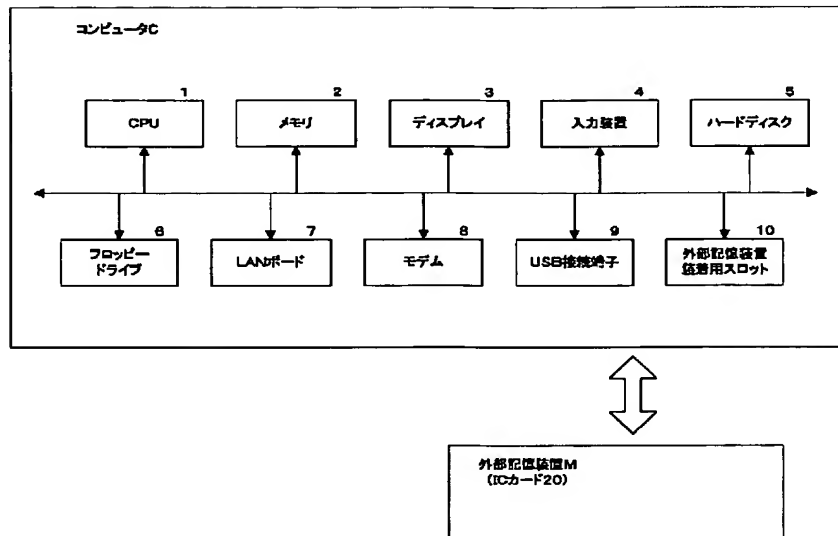 コンピュータC
1
CPU
2
メモリ
3
ディスプレイ
4
入力装置
5
ハードディスク
6
フロッピー
ドライブ
7
LANボード
8
モデム
9
USB接続端子
10
外部記憶装置
装着用スロット
外部記憶装置M
(ICカード20)